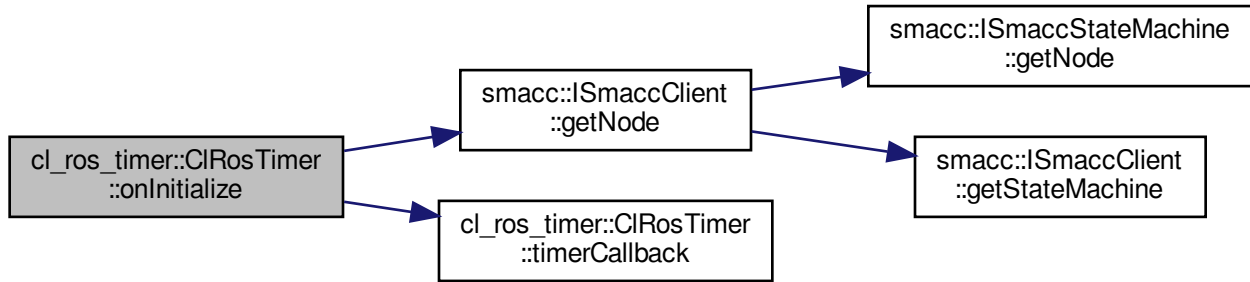 cl_ros_timer::ClRosTimer
::onInitialize
smacc::ISmaccClient
::getNode
cl_ros_timer::ClRosTimer
::timerCallback
smacc::ISmaccStateMachine
::getNode
smacc::ISmaccClient
::getStateMachine